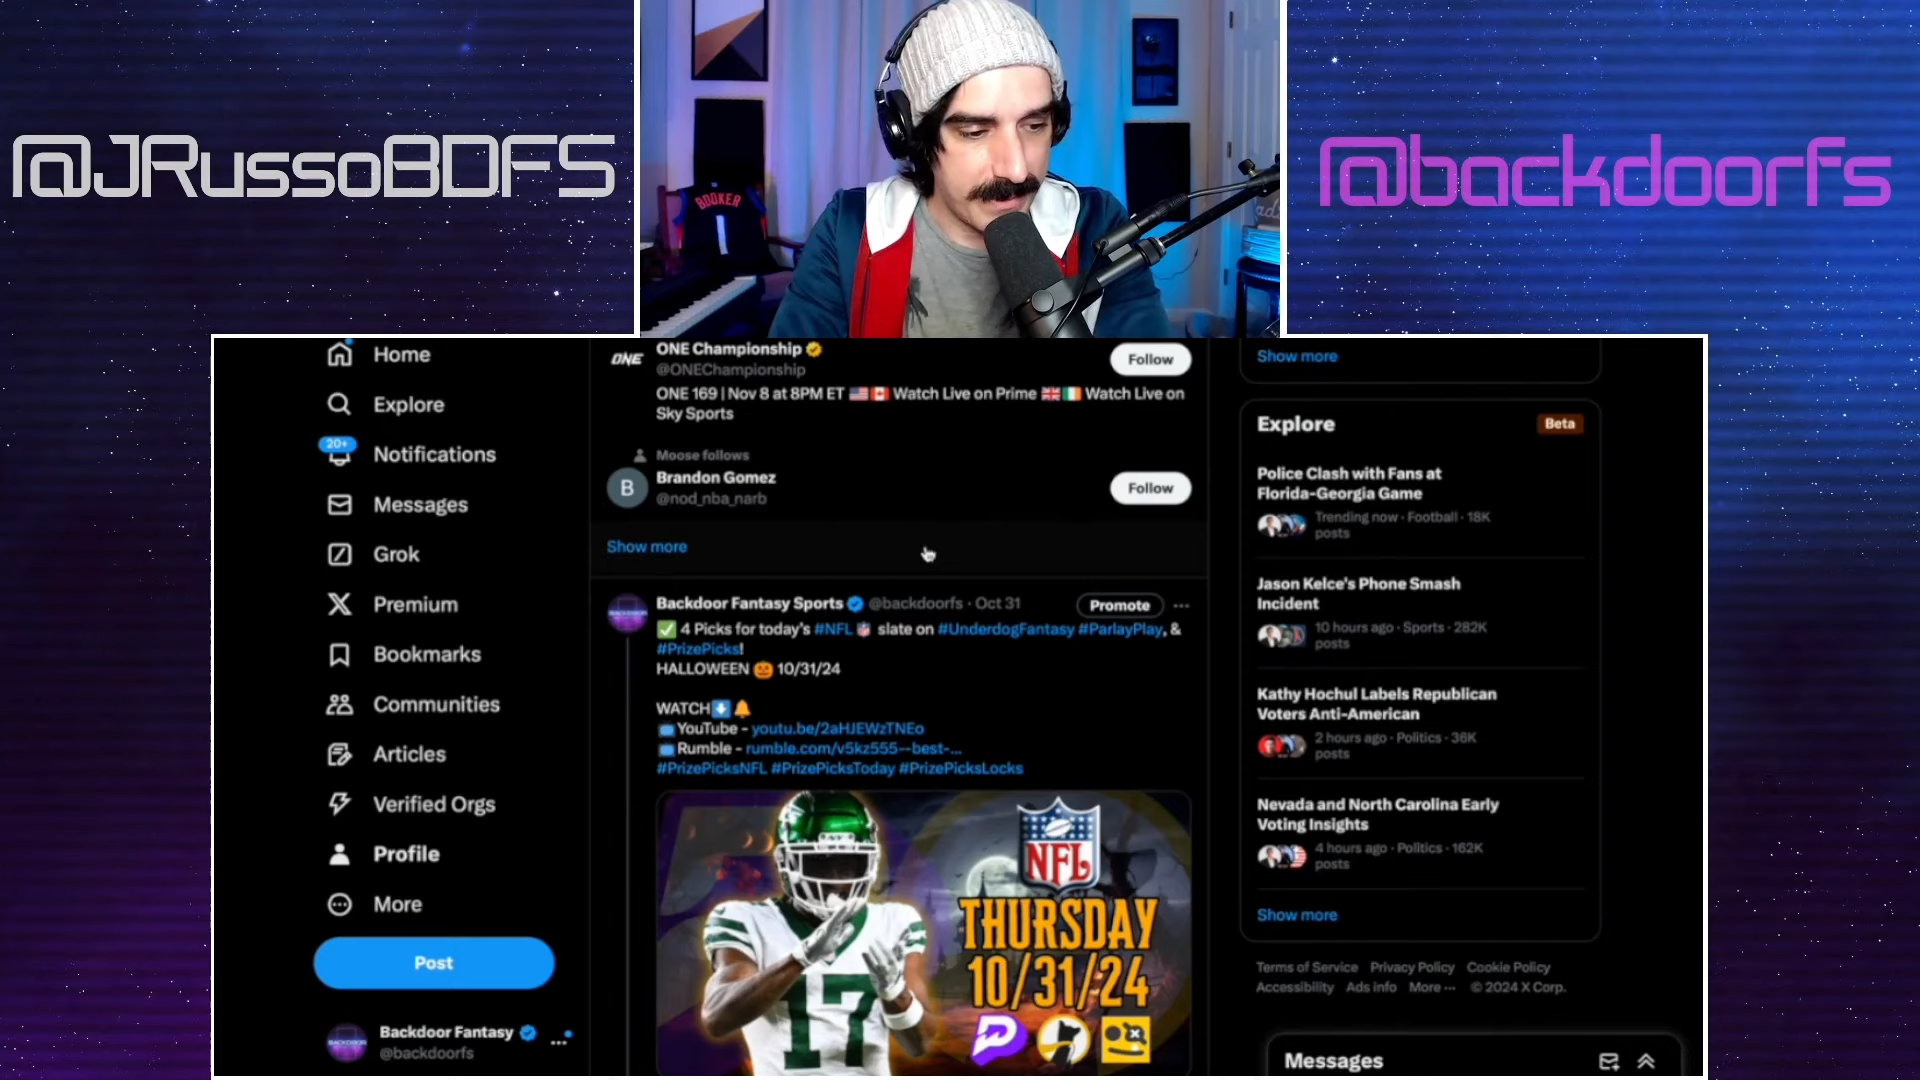 @JRussoBDFS
BOOKER
1
@backdoorfs
Home
Explore
20+
Notifications
Messages
Grok
Premium
Bookmarks
Communities
Articles
Verified Orgs
Profile
More
Post
Backdoor Fantasy
@backdoorfs
ONE
ONE Championship
@ONEChampionship
Follow
ONE 169 | Nov 8 at 8PM ET 🇺🇸🇨🇦 Watch Live on Prime 🇬🇧🇮🇪 Watch Live on
Sky Sports
Moose follows
B
Brandon Gomez
@nod_nba_narb
Follow
Show more
Backdoor Fantasy Sports @backdoorfs · Oct 31
Promote
✅ 4 Picks for today's #NFL 🏈 slate on #UnderdogFantasy #ParlayPlay, &
#PrizePicks!
HALLOWEEN 🎃 10/31/24
WATCH⬇️🔔
YouTube - youtu.be/2aHJEWzTNEo
Rumble - rumble.com/v5kz555--best-...
#PrizePicksNFL #PrizePicksToday #PrizePicksLocks
17
NFL
THURSDAY
10/31/24
Show more
Explore
Beta
Police Clash with Fans at
Florida-Georgia Game
Trending now · Football · 18K
posts
Jason Kelce's Phone Smash
Incident
10 hours ago · Sports · 282K
posts
Kathy Hochul Labels Republican
Voters Anti-American
2 hours ago · Politics · 36K
posts
Nevada and North Carolina Early
Voting Insights
4 hours ago · Politics · 162K
posts
Show more
Terms of Service Privacy Policy Cookie Policy
Accessibility Ads info More ··· © 2024 X Corp.
Messages